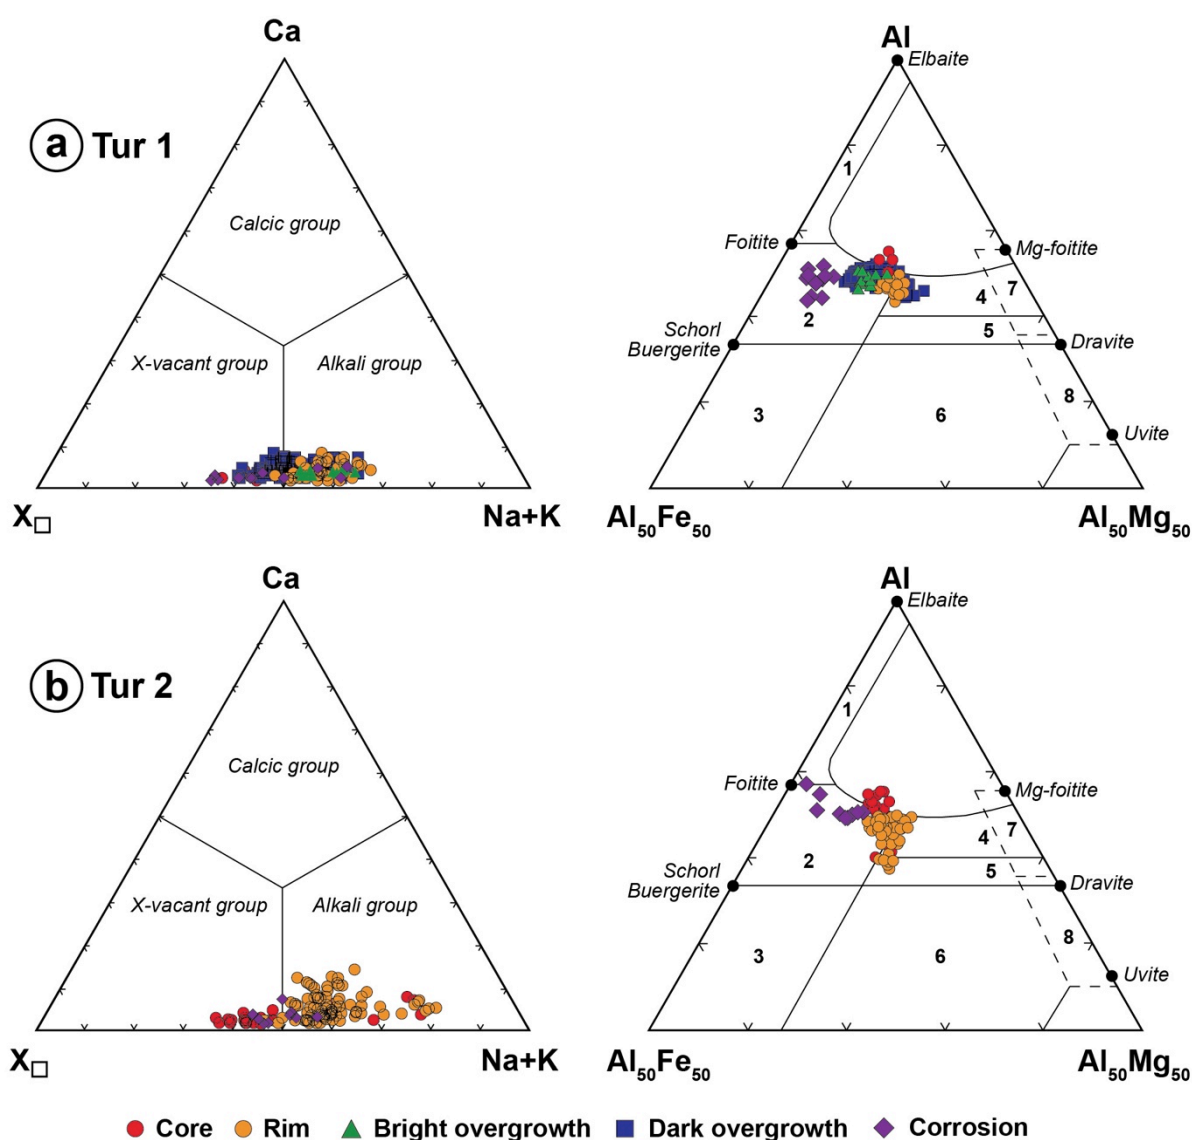 Ca
Al
Elbaite
a Tur 1
1
Calcic group
Foitite
Mg-foitite
4
7
2
Schorl
Buergerite
5
Dravite
X-vacant group
Alkali group
3
6
8
Uvite
X□
Na+K
Al50Fe50
Al50Mg50
Ca
Al
Elbaite
b Tur 2
1
Calcic group
Foitite
Mg-foitite
4
7
2
Schorl
Buergerite
5
Dravite
X-vacant group
Alkali group
3
6
8
Uvite
X□
Na+K
Al50Fe50
Al50Mg50
Core Rim Bright overgrowth Dark overgrowth Corrosion